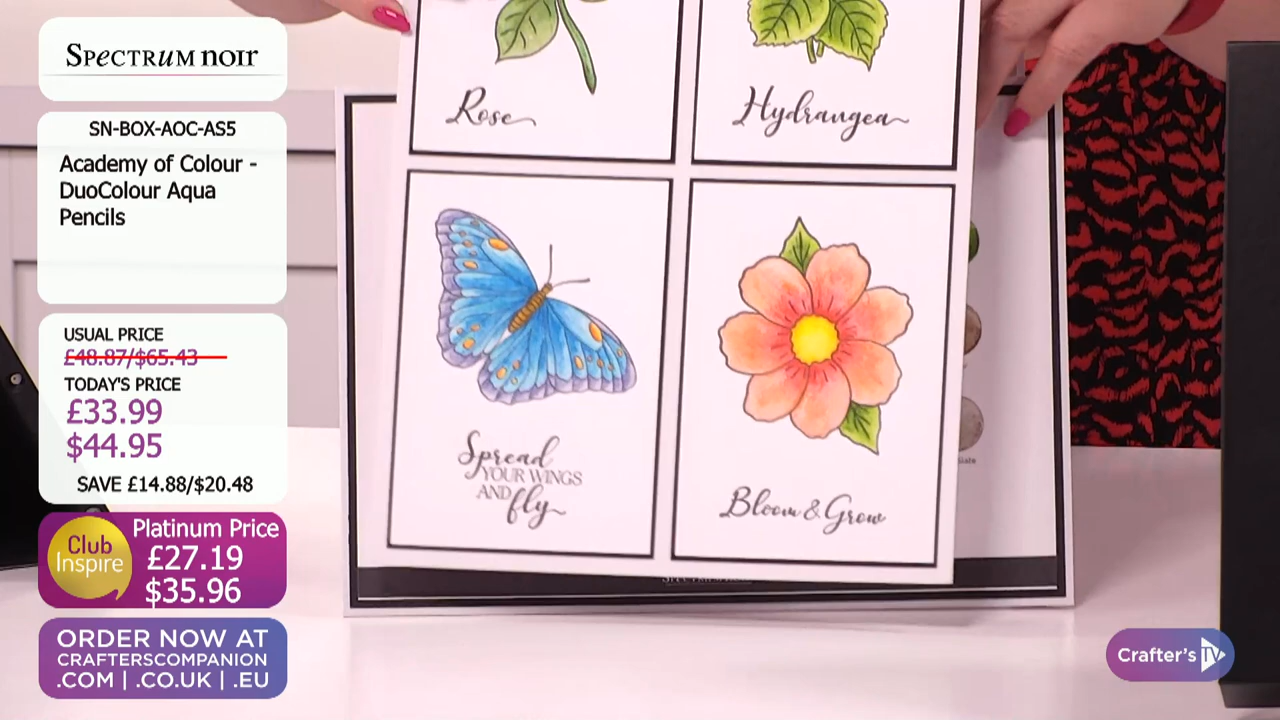 Spectrum noir
SN-BOX-AOC-AS5
Academy of Colour -
DuoColour Aqua
Pencils
USUAL PRICE
£48.87/$65.43
TODAY'S PRICE
£33.99
$44.95
SAVE £14.88/$20.48
Club
Inspire
Platinum Price
£27.19
$35.96
ORDER NOW AT
CRAFTERSCOMPANION
.COM | .CO.UK | .EU
Rose
Hydrangea
Spread
YOUR WINGS
AND fly
Bloom & Grow
Slate
Crafter's TV